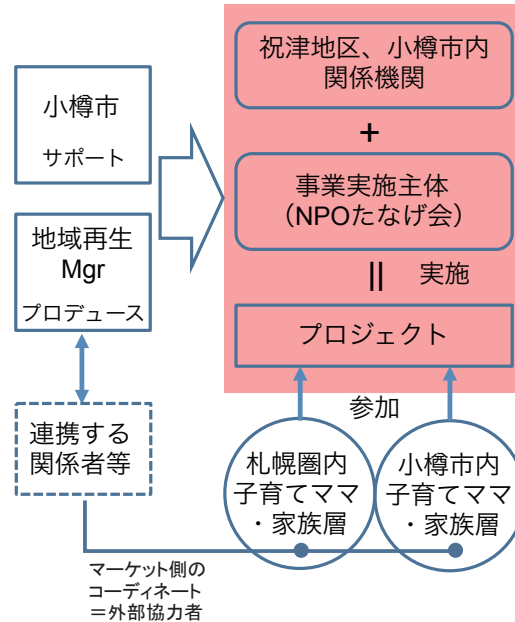 小樽市
サポート
地域再生
Mgr
プロデュース
連携する
関係者等
マーケット側の
コーディネート
＝外部協力者
祝津地区、小樽市内
関係機関
+
事業実施主体
（NPOたなげ会）
|| 実施
プロジェクト
参加
札幌圏内
子育てママ
・家族層
小樽市内
子育てママ
・家族層